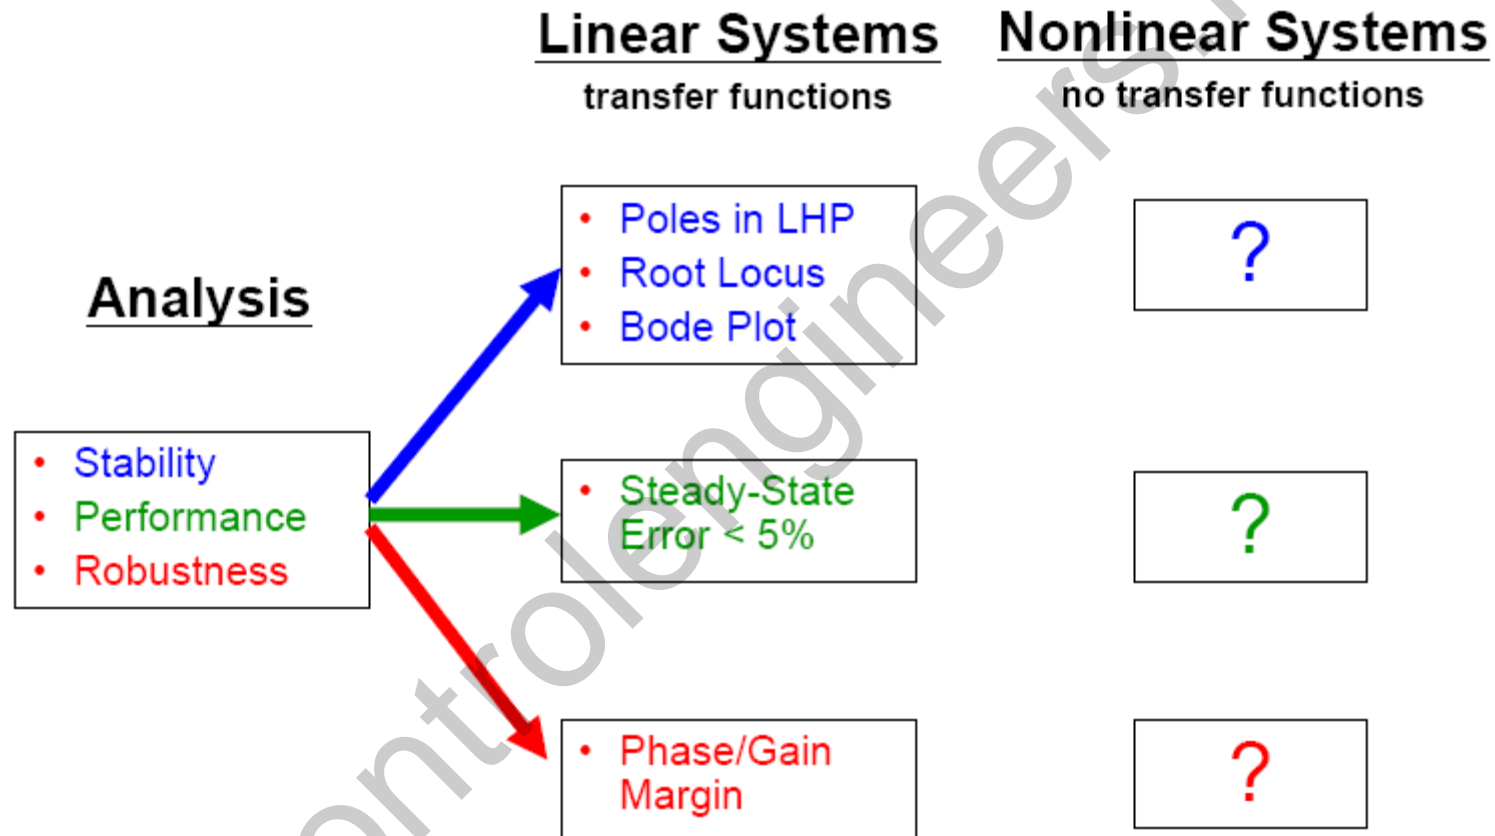 Linear Systems
transfer functions
Nonlinear Systems
no transfer functions
Analysis
• Stability
• Performance
• Robustness
• Poles in LHP
• Root Locus
• Bode Plot
?
• Steady-State
Error < 5%
?
• Phase/Gain
Margin
?
ontrolengineers.